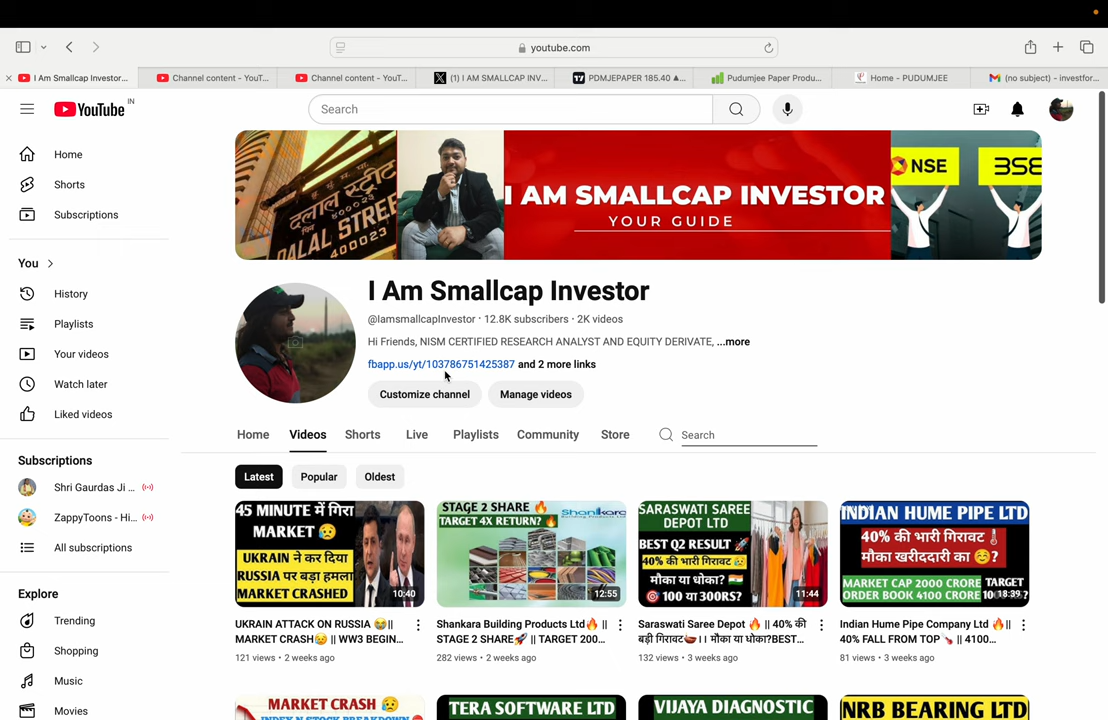 youtube.com
I Am Smallcap Investor...
Channel content - YouT...
Channel content - YouT...
(1) I AM SMALLCAP INV...
PDMJEPAPER 185.40 ▲...
Pudumjee Paper Produ...
Home - PUDUMJEE
(no subject) - investfor...
YouTube IN
Search
Home
Shorts
Subscriptions
You
History
Playlists
Your videos
Watch later
Liked videos
Subscriptions
Shri Gaurdas Ji ...
ZappyToons - Hi...
All subscriptions
Explore
Trending
Shopping
Music
Movies
दलाल स्ट्रीट
४०००२३
DALAL STREET
400023
I AM SMALLCAP INVESTOR
YOUR GUIDE
NSE
BSE
I Am Smallcap Investor
@IamsmallcapInvestor · 12.8K subscribers · 2K videos
Hi Friends, NISM CERTIFIED RESEARCH ANALYST AND EQUITY DERIVATE, ...more
fbapp.us/yt/103786751425387 and 2 more links
Customize channel
Manage videos
Home
Videos
Shorts
Live
Playlists
Community
Store
Search
Latest
Popular
Oldest
45 MINUTE में गिरा
MARKET 😥
UKRAIN ने कर दिया
RUSSIA पर बड़ा हमला
MARKET CRASHED
10:40
UKRAIN ATTACK ON RUSSIA 😭||
MARKET CRASH😥 || WW3 BEGIN...
121 views · 2 weeks ago
STAGE 2 SHARE 🔥
TARGET 4X RETURN? 🔥
Shankara
Building Products Ltd
12:55
Shankara Building Products Ltd🔥 ||
STAGE 2 SHARE🚀 || TARGET 200...
282 views · 2 weeks ago
SARASWATI SAREE
DEPOT LTD
BEST Q2 RESULT 🚀
40% की भारी गिरावट 😥
मौका या धोका? 🇮🇳
🎯 100 या 300RS?
11:44
Saraswati Saree Depot 🔥 || 40% की
बड़ी गिरावट🍉।। मौका या धोका?BEST...
132 views · 3 weeks ago
INDIAN HUME PIPE LTD
40% की भारी गिरावट 🌡
मौका खरीददारी का ☺️?
MARKET CAP 2000 CRORE
ORDER BOOK 4100 CRORE
TARGET
18:39
Indian Hume Pipe Company Ltd 🔥||
40% FALL FROM TOP 🍡 || 4100...
81 views · 3 weeks ago
MARKET CRASH 😥
TERA SOFTWARE LTD
VIJAYA DIAGNOSTIC
NRB BEARING LTD